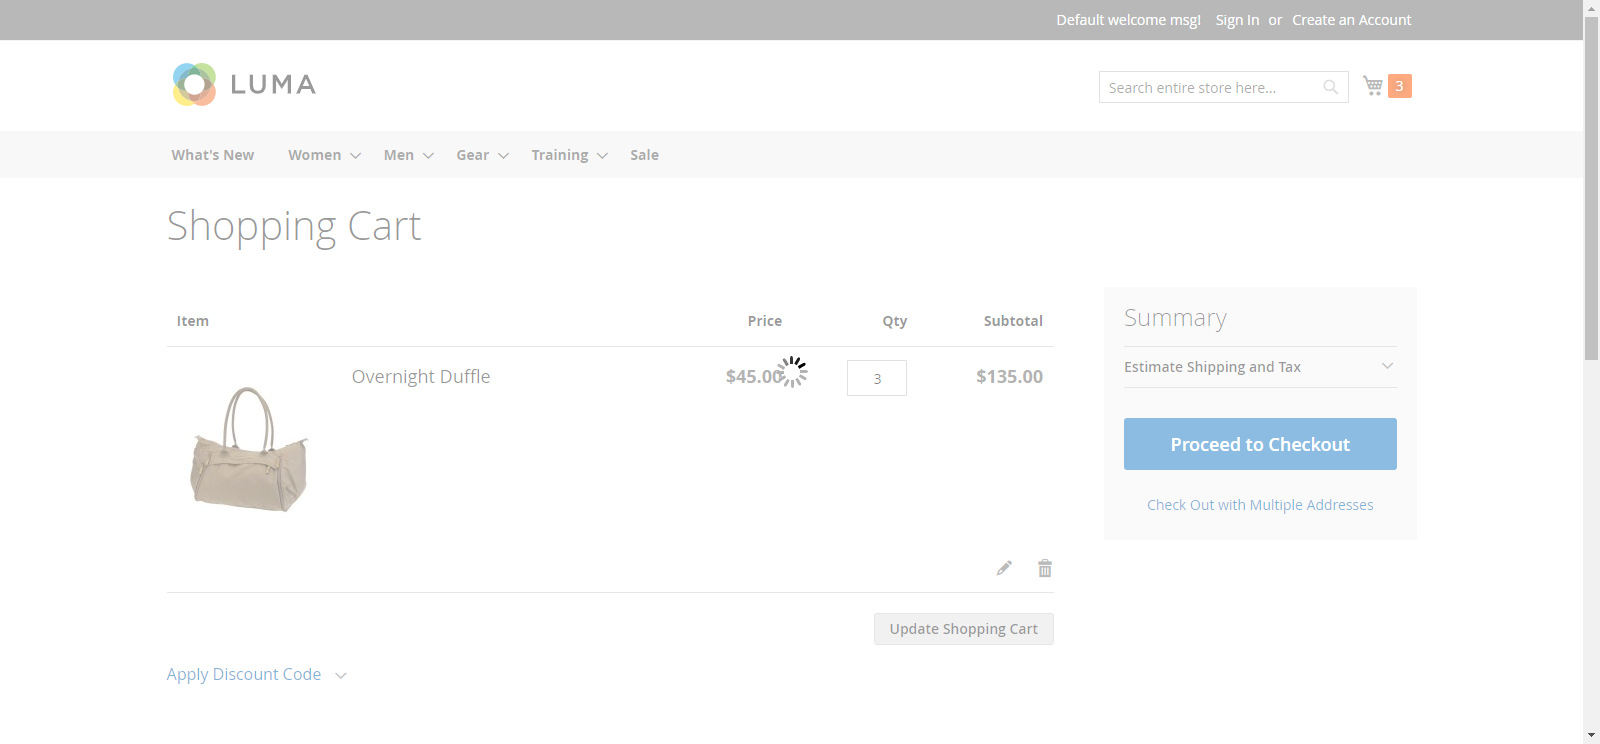 Default welcome msg! Sign In or Create an Account
LUMA
Search entire store here...
3
What's New Women Men Gear Training Sale
Shopping Cart
Item Price Qty Subtotal
Overnight Duffle $45.00 3 $135.00
Update Shopping Cart
Apply Discount Code
Summary
Estimate Shipping and Tax
Proceed to Checkout
Check Out with Multiple Addresses